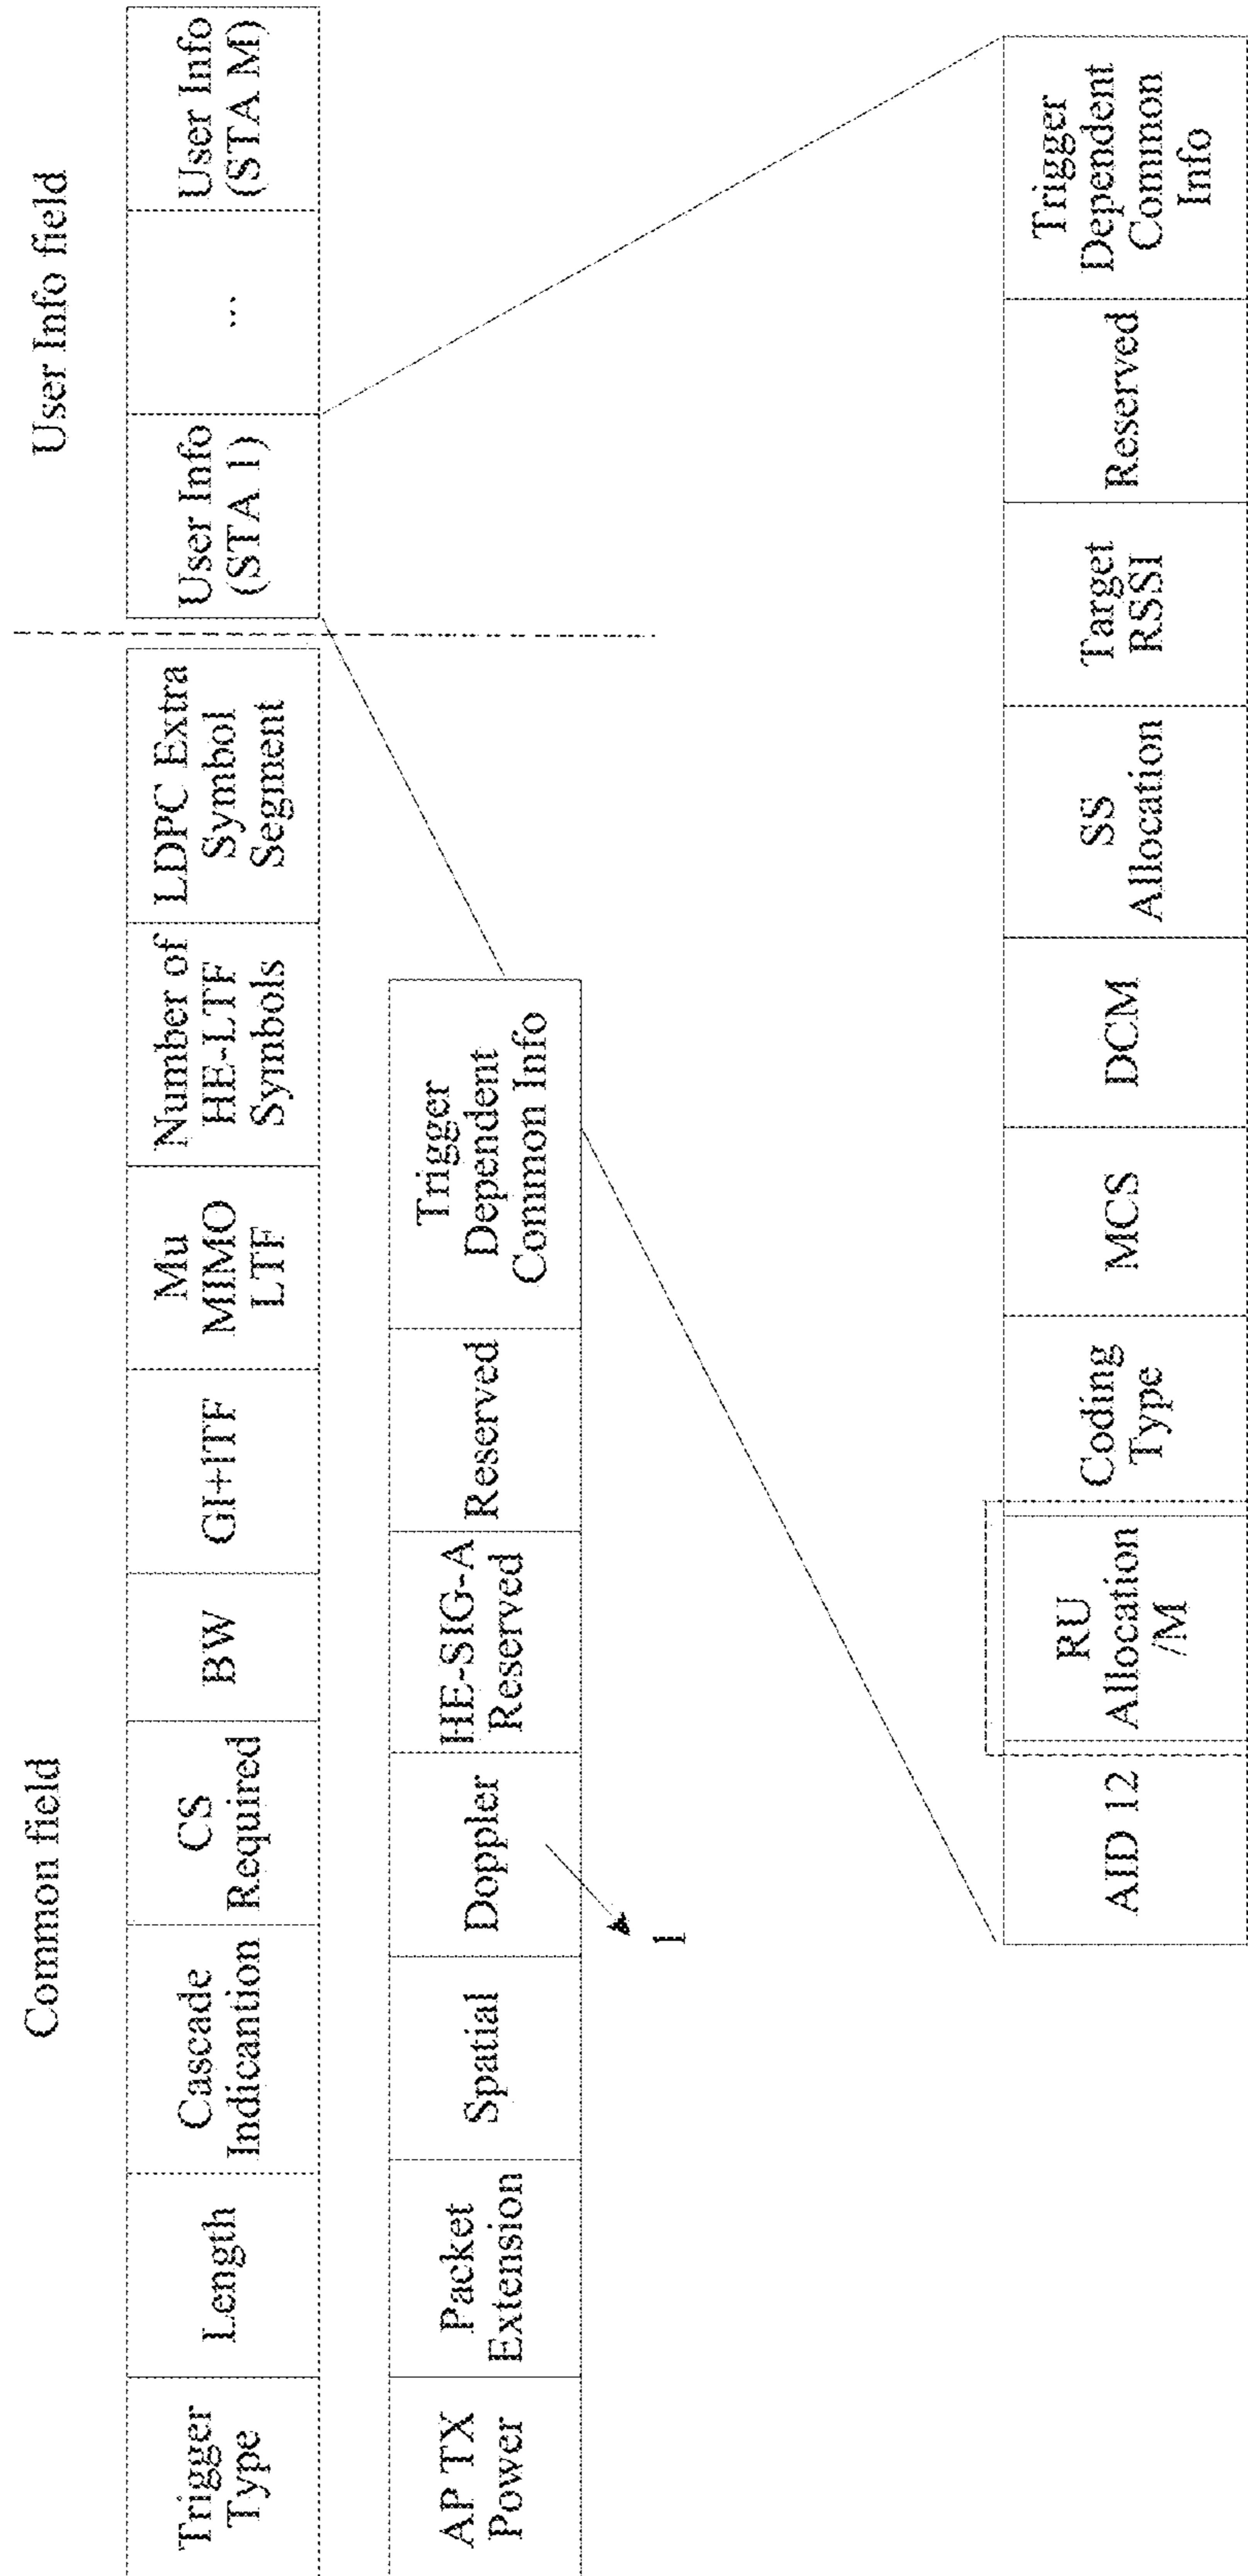 Common field
User Info field
Trigger
Type
Length
Cascade
Indicantion
CS
Required
BW
GI+ITF
Mu
MIMO
LTF
Number of
HE-LTF
Symbols
LDPC Extra
Symbol
Segment
User Info
(STA 1)
...
User Info
(STA M)
AP TX
Power
Packet
Extension
Spatial
Doppler
HE-SIG-A
Reserved
Reserved
Trigger
Dependent
Common Info
1
AID 12
RU
Allocation
/M
Coding
Type
MCS
DCM
SS
Allocation
Target
RSSI
Reserved
Trigger
Dependent
Common
Info